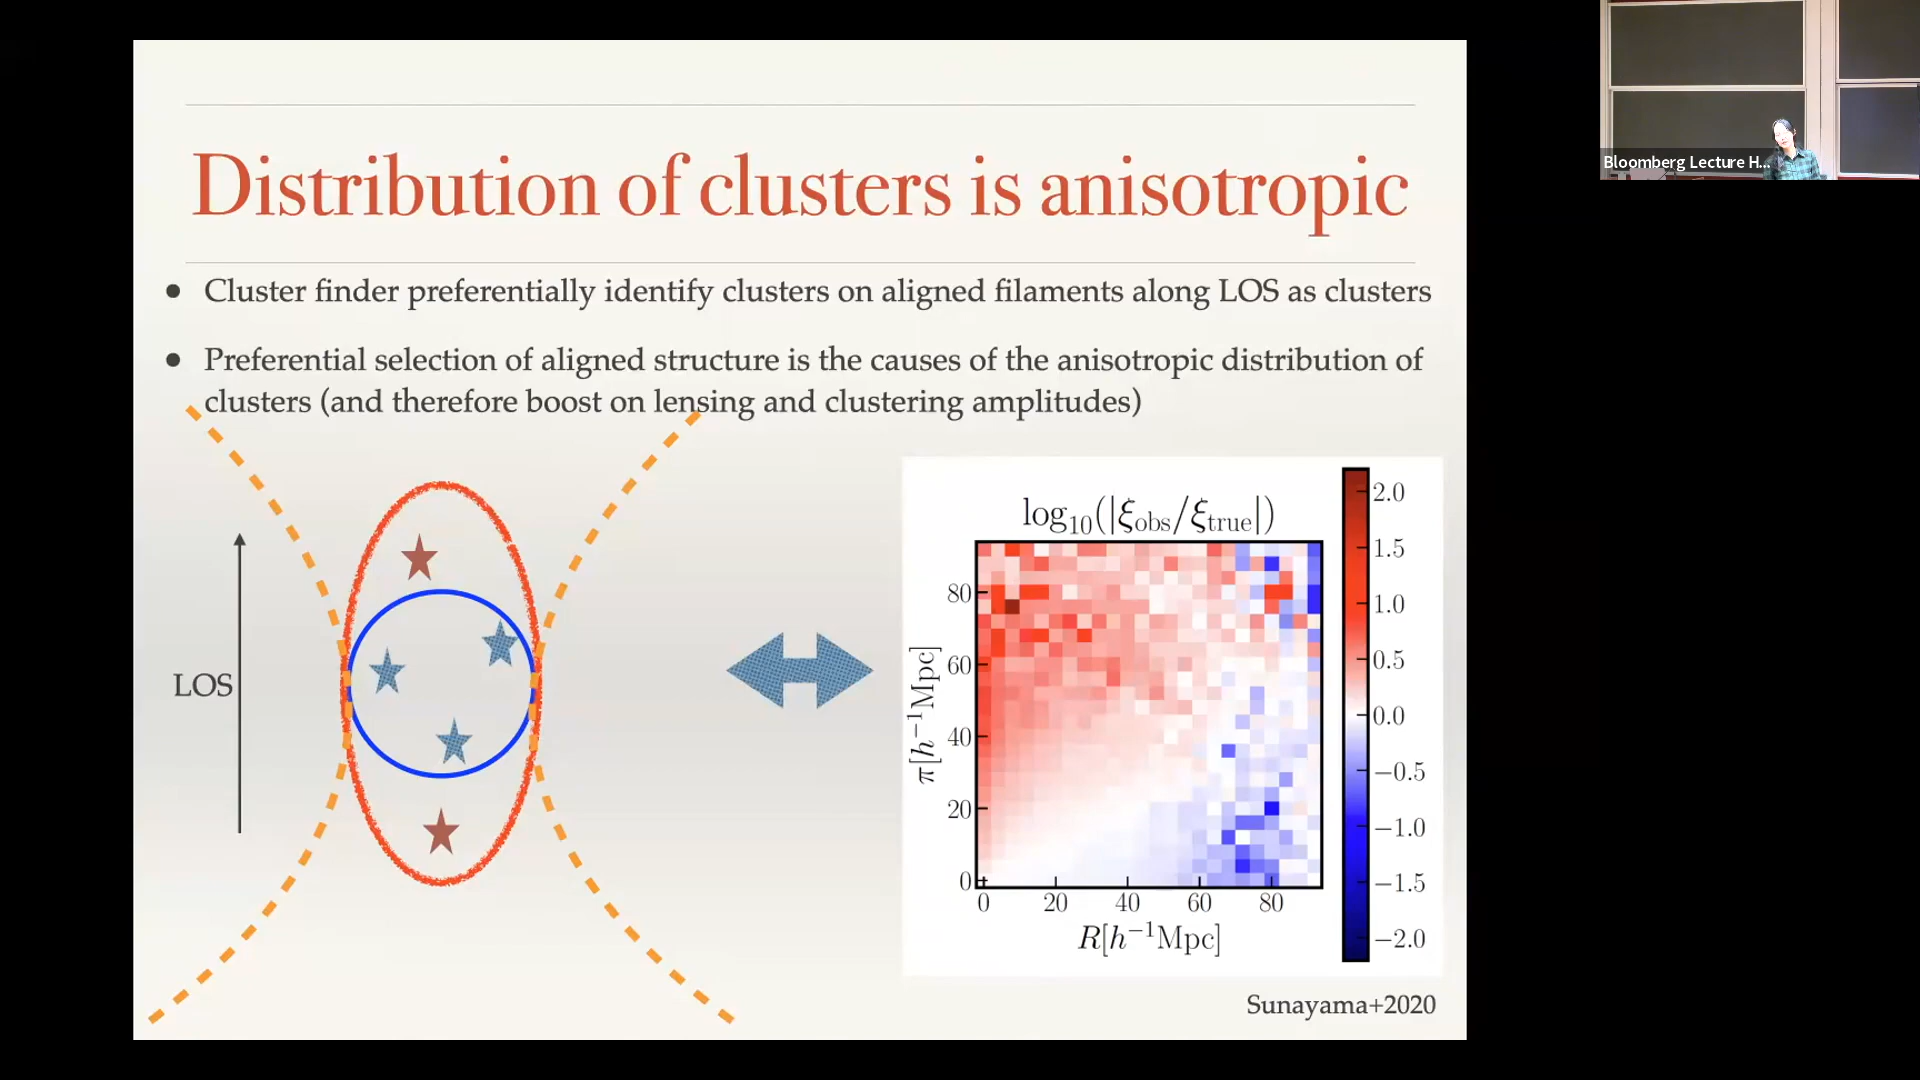 Distribution of clusters is anisotropic
• Cluster finder preferentially identify clusters on aligned filaments along LOS as clusters
• Preferential selection of aligned structure is the causes of the anisotropic distribution of
clusters (and therefore boost on lensing and clustering amplitudes)
LOS
log₁₀(|ξobs/ξtrue|)
80
60
40
20
0
π[h⁻¹Mpc]
0 20 40 60 80
R[h⁻¹Mpc]
2.0
1.5
1.0
0.5
0.0
−0.5
−1.0
−1.5
−2.0
Sunayama+2020
Bloomberg Lecture H...